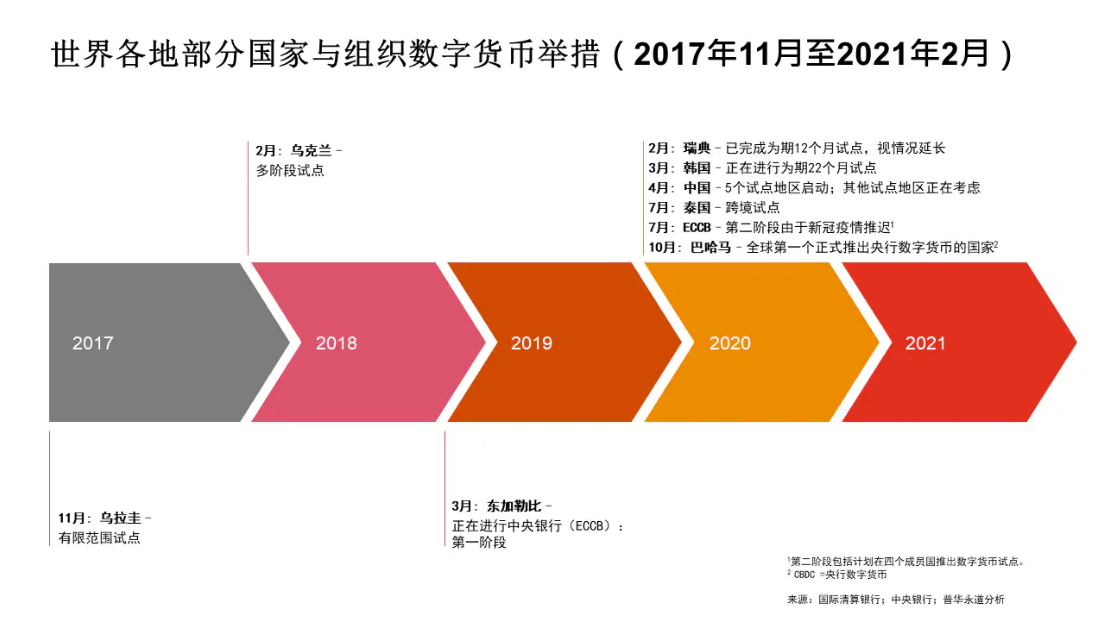 世界各地部分国家与组织数字货币举措（2017年11月至2021年2月）
2月：乌克兰 –
多阶段试点
2月：瑞典 – 已完成为期12个月试点，视情况延长
3月：韩国 – 正在进行为期22个月试点
4月：中国 – 5个试点地区启动；其他试点地区正在考虑
7月：泰国 – 跨境试点
7月：ECCB – 第二阶段由于新冠疫情推迟¹
10月：巴哈马 – 全球第一个正式推出央行数字货币的国家²
2017
2018
2019
2020
2021
11月：乌拉圭 –
有限范围试点
3月：东加勒比 –
正在进行中央银行（ECCB）：
第一阶段
¹第二阶段包括计划在四个成员国推出数字货币试点。
² CBDC =央行数字货币
来源：国际清算银行；中央银行；普华永道分析